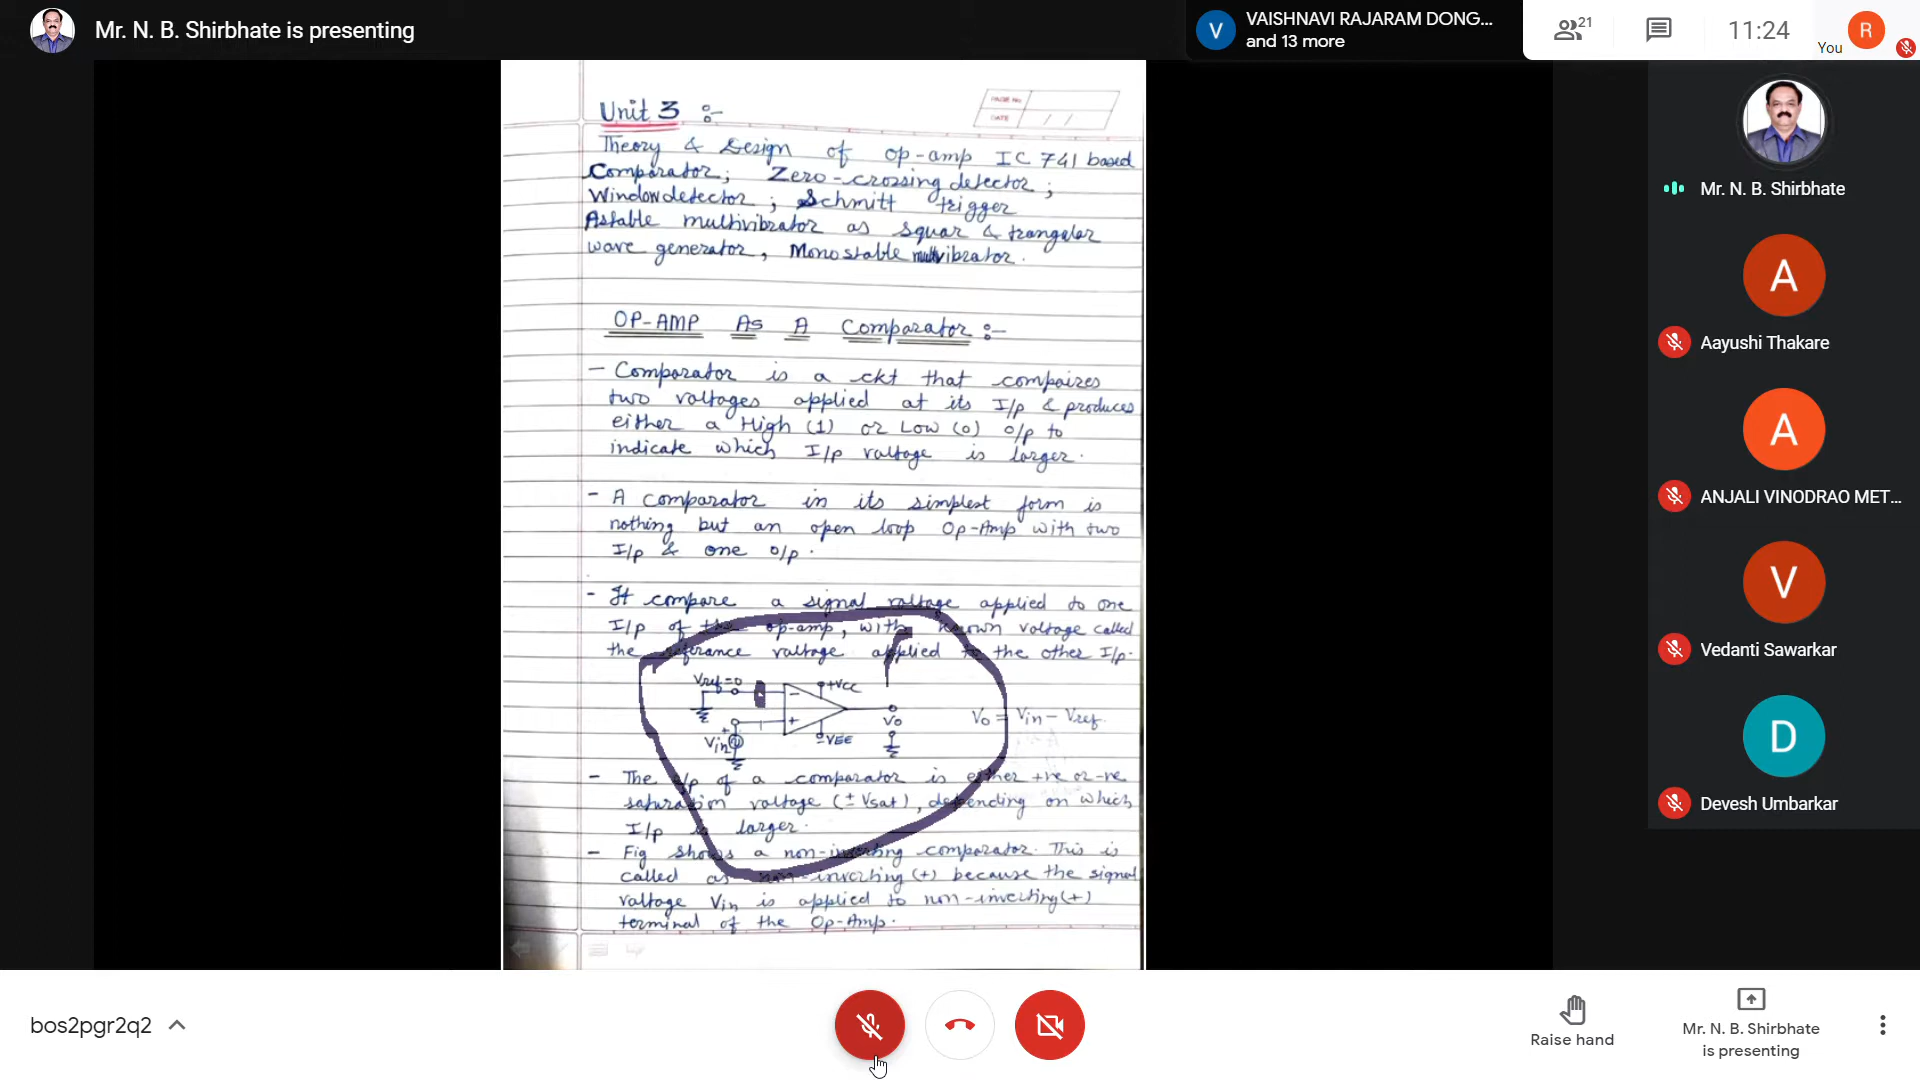 Mr. N. B. Shirbhate is presenting
V
VAISHNAVI RAJARAM DONG...
and 13 more
21
11:24
You
R
PAGE No.
DATE / /
Unit 3 :-
Theory & Design of op-amp IC 741 based
Comparator; Zero-crossing detector;
Window detector; Schmitt trigger
Astable multivibrator as squar & trangular
wave generator, Monostable multivibrator.
OP-AMP As A Comparator :-
- Comparator is a ckt that compaires
two voltages applied at its I/p & produces
either a High (1) or Low (0) o/p to
indicate which I/p voltage is larger.
- A comparator in its simplest form is
nothing but an open loop Op-Amp with two
I/p & one o/p.
- It compare a signal voltage applied to one
I/p of the op-amp, with known voltage called
the referance voltage applied to the other I/p.
Vref=0
+VCC
-
+
Vo
Vo = Vin - Vref.
+
Vin
-VEE
- The o/p of a comparator is either +ve or -ve
saturation voltage (± Vsat), depending on which
I/p is larger.
- Fig shows a non-inverting comparator. This is
called as non-inverting (+) because the signal
voltage Vin is applied to non-inverting (+)
terminal of the Op-Amp.
Mr. N. B. Shirbhate
A
Aayushi Thakare
A
ANJALI VINODRAO MET...
V
Vedanti Sawarkar
D
Devesh Umbarkar
bos2pgr2q2
Raise hand
Mr. N. B. Shirbhate
is presenting